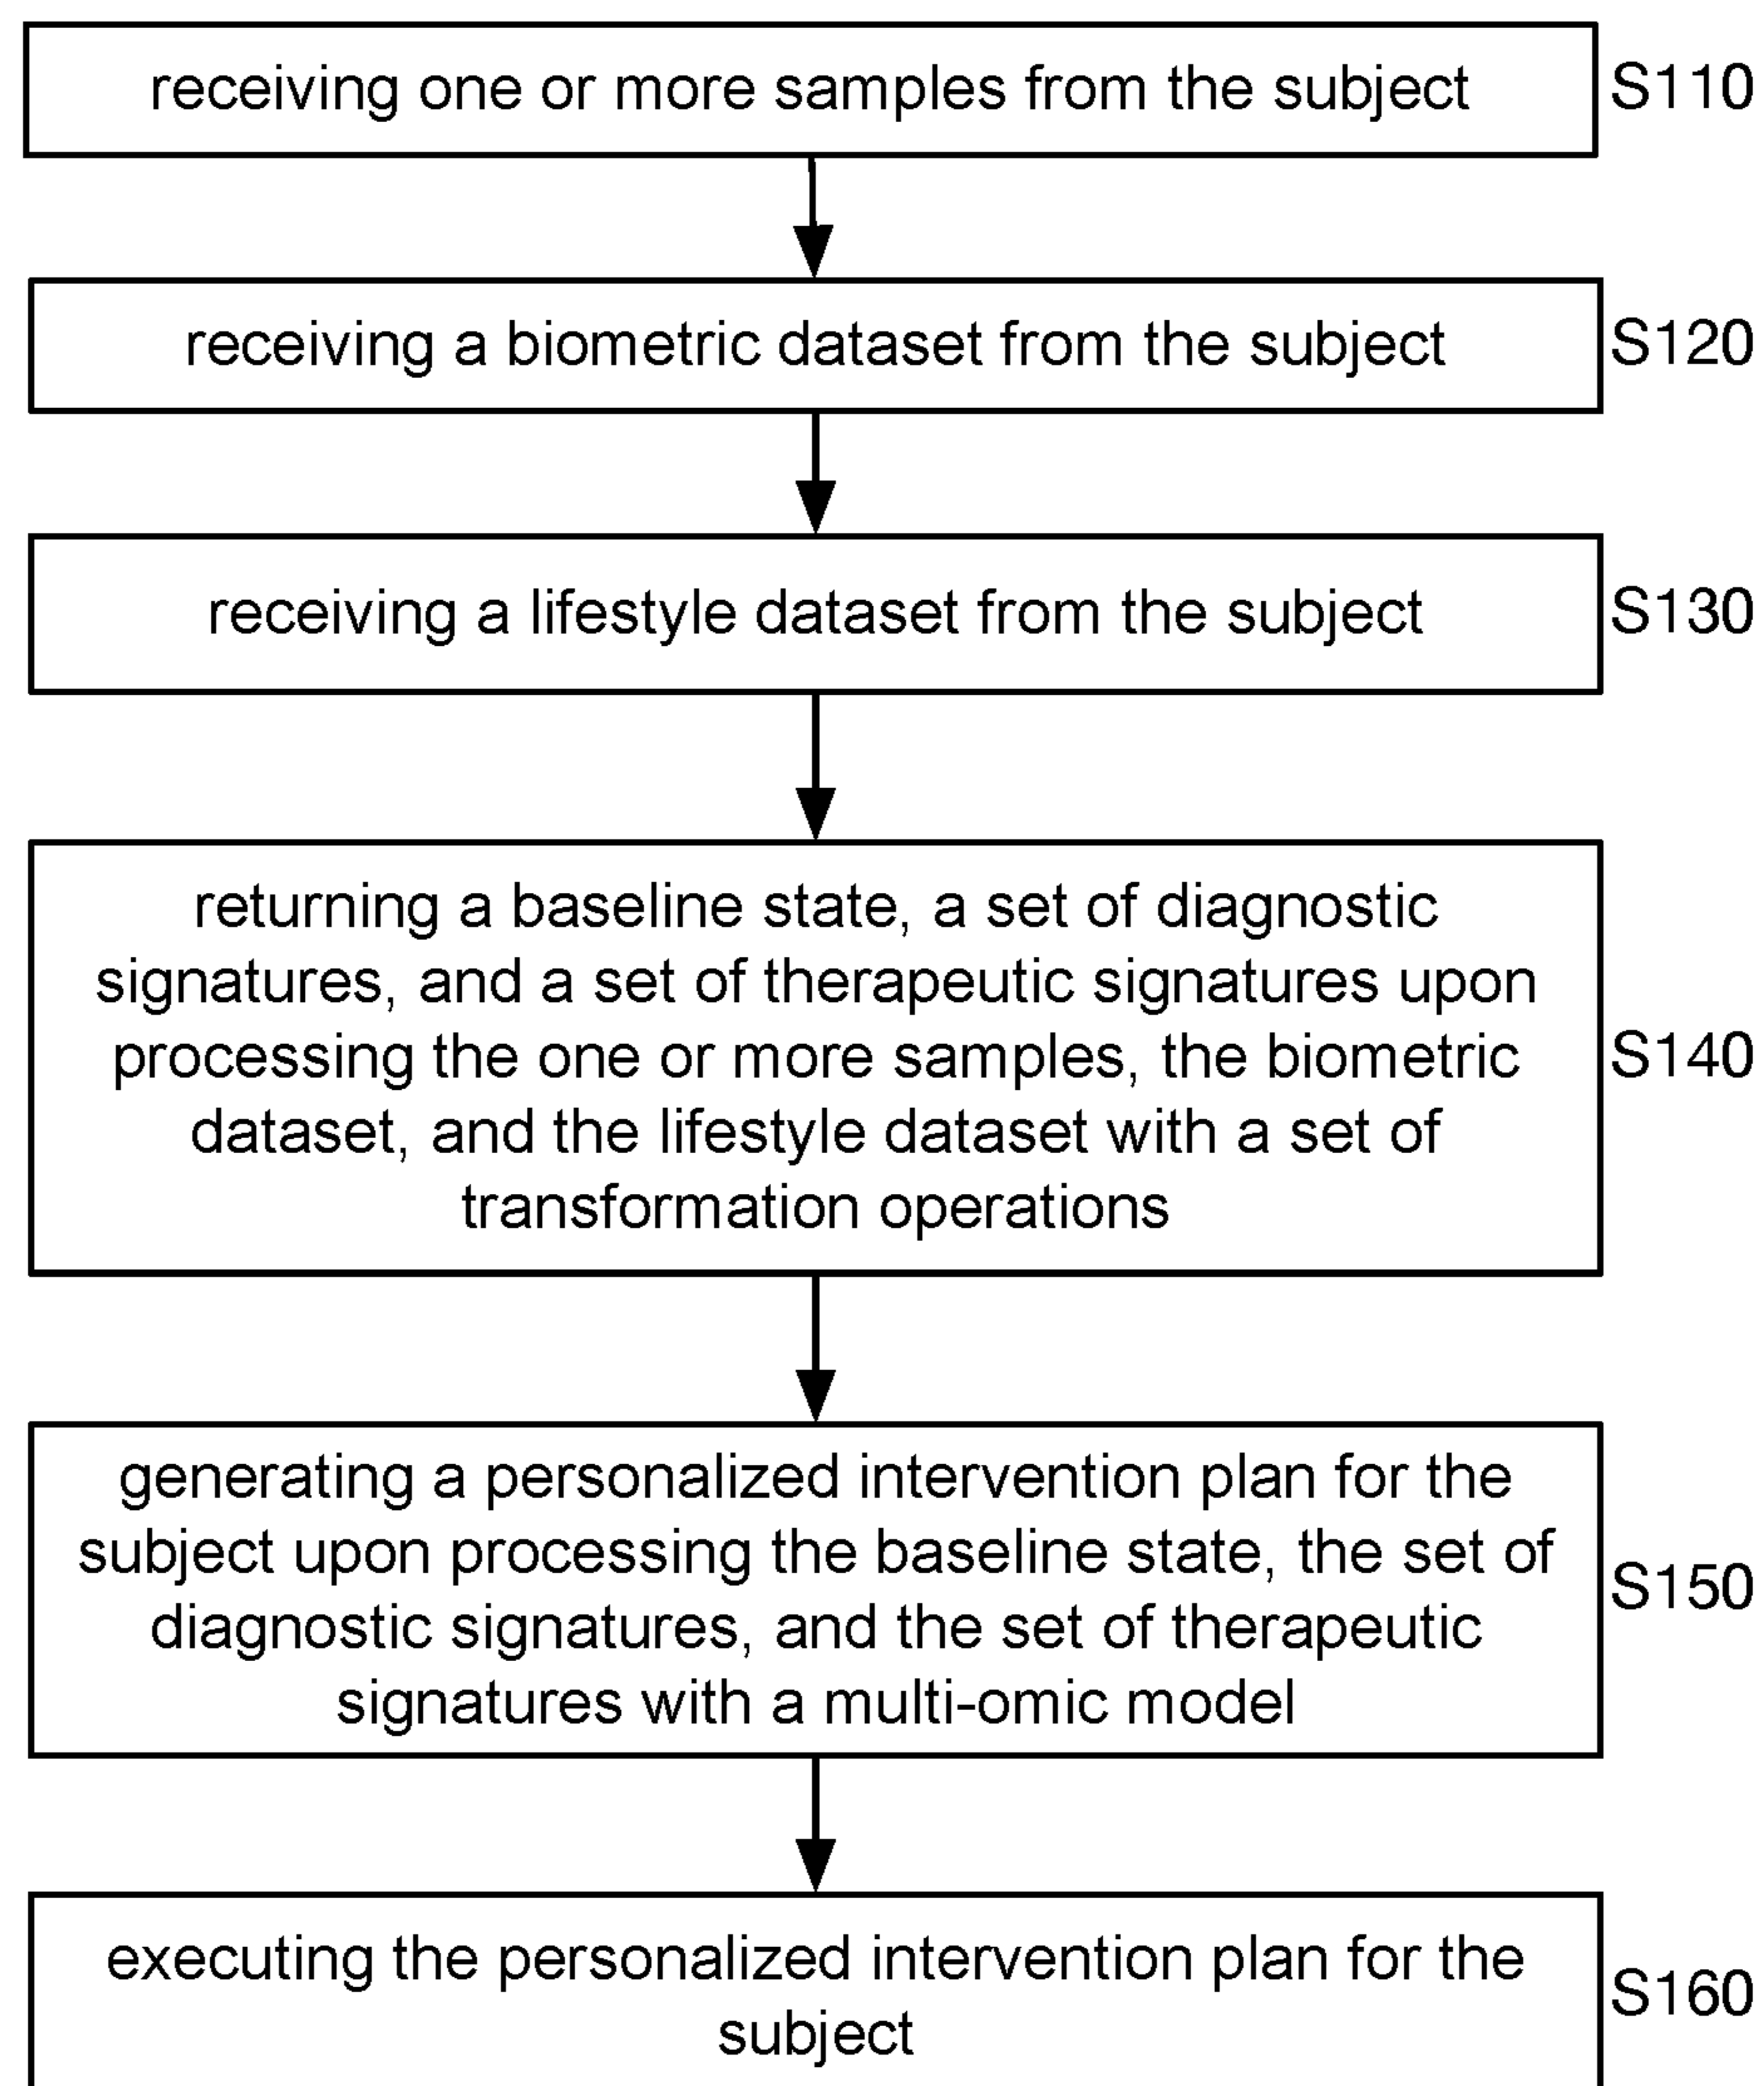 receiving one or more samples from the subject S110
receiving a biometric dataset from the subject S120
receiving a lifestyle dataset from the subject S130
returning a baseline state, a set of diagnostic
signatures, and a set of therapeutic signatures upon
processing the one or more samples, the biometric
dataset, and the lifestyle dataset with a set of
transformation operations
S140
generating a personalized intervention plan for the
subject upon processing the baseline state, the set of
diagnostic signatures, and the set of therapeutic
signatures with a multi-omic model
S150
executing the personalized intervention plan for the
subject
S160